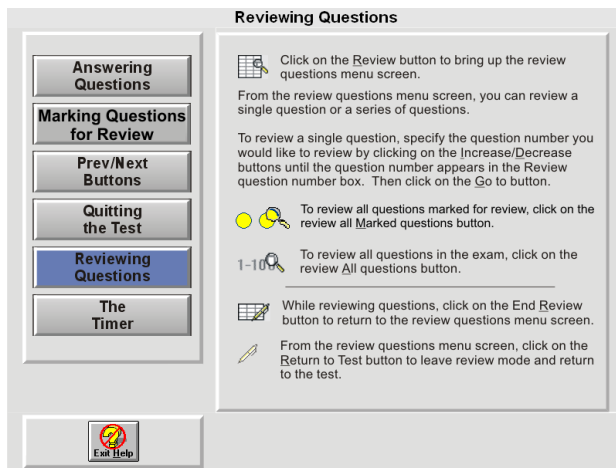 Reviewing Questions
Answering
Questions
Marking Questions
for Review
Prev/Next
Buttons
Quitting
the Test
Reviewing
Questions
The
Timer
Exit Help
Click on the Review button to bring up the review
questions menu screen.
From the review questions menu screen, you can review a
single question or a series of questions.
To review a single question, specify the question number you
would like to review by clicking on the Increase/Decrease
buttons until the question number appears in the Review
question number box.  Then click on the Go to button.
To review all questions marked for review, click on the
review all Marked questions button.
1-100
To review all questions in the exam, click on the
review All questions button.
While reviewing questions, click on the End Review
button to return to the review questions menu screen.
From the review questions menu screen, click on the
Return to Test button to leave review mode and return
to the test.